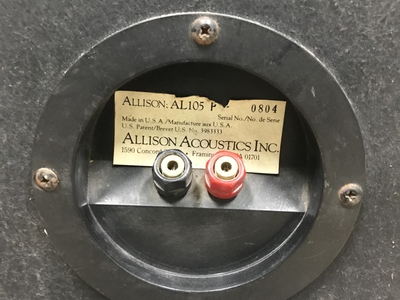 ALLISON: AL105 P 0804
Serial No./No. de Serie
Made in U.S.A./Manufacture aux U.S.A.
U.S. Patent/Brevet U.S. No. 3983333
ALLISON ACOUSTICS INC.
1590 Concord 01701